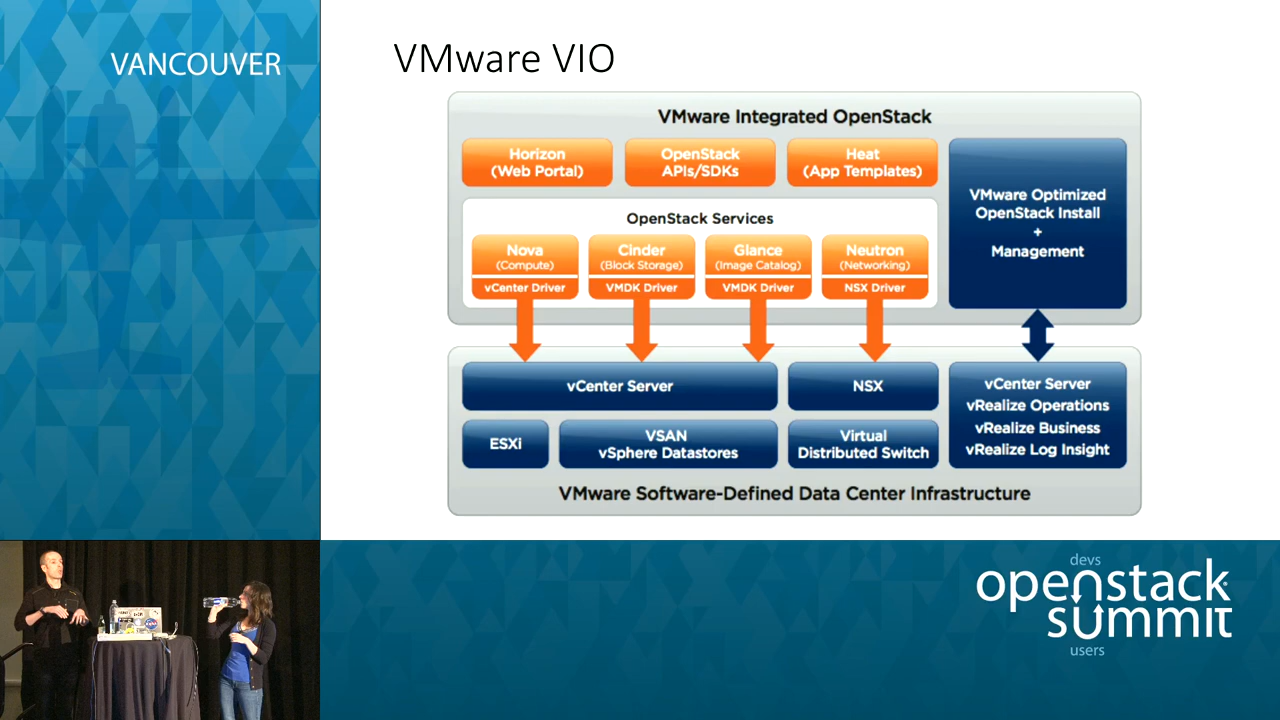 VANCOUVER
VMware VIO
VMware Integrated OpenStack
Horizon
(Web Portal)
OpenStack
APIs/SDKs
Heat
(App Templates)
VMware Optimized
OpenStack Install
+
Management
OpenStack Services
Nova
(Compute)
vCenter Driver
Cinder
(Block Storage)
VMDK Driver
Glance
(Image Catalog)
VMDK Driver
Neutron
(Networking)
NSX Driver
vCenter Server
NSX
vCenter Server
vRealize Operations
vRealize Business
vRealize Log Insight
ESXi
VSAN
vSphere Datastores
Virtual
Distributed Switch
VMware Software-Defined Data Center Infrastructure
devs
openstack
summit
users